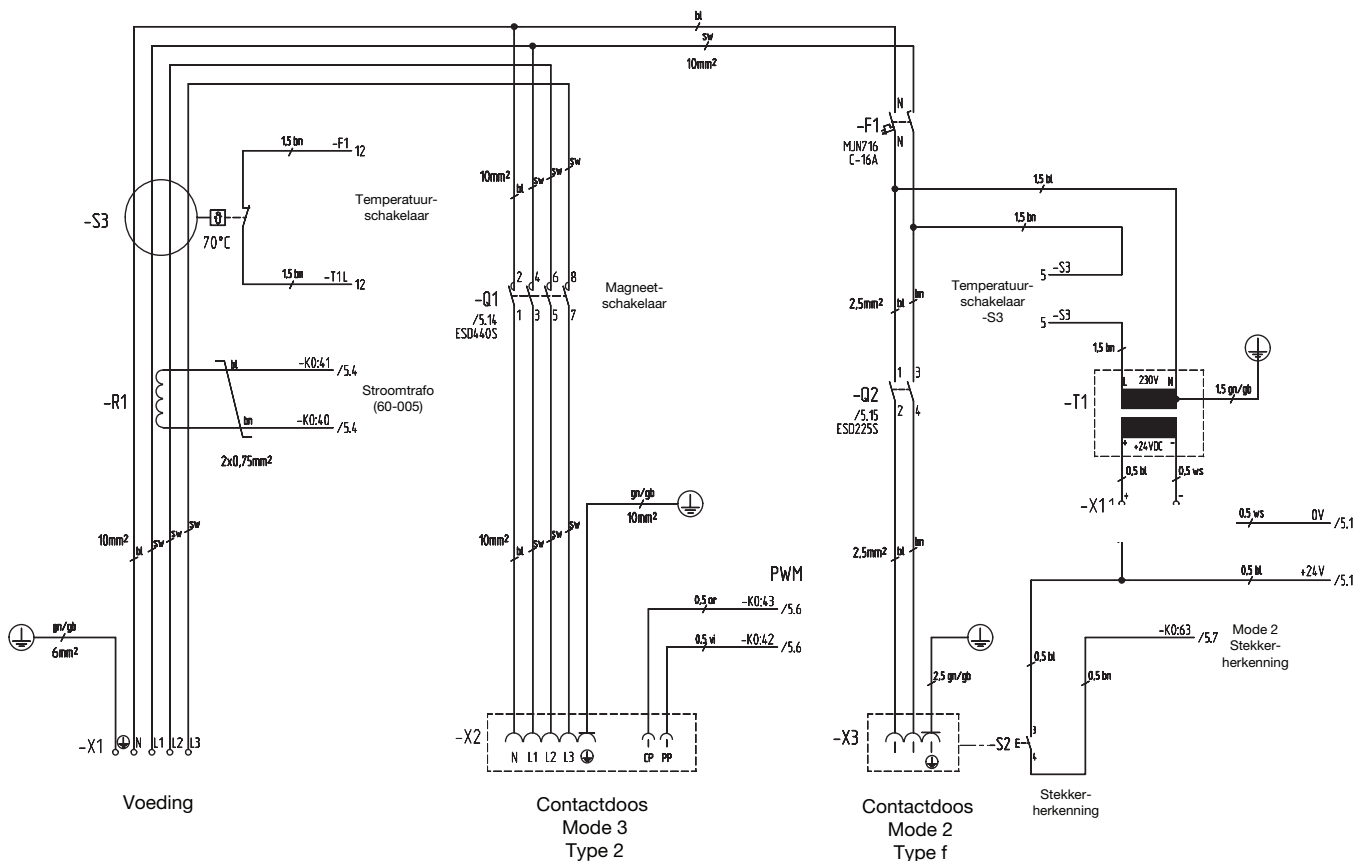 bl
sw
10mm²
N
-F1
N
MJN716
C-16A
1,5 bn
-F1
12
Temperatuur-
schakelaar
-S3
ϑ
70°C
1,5 bn
-T1L
12
10mm²
bl
sw
sw
sw
2
4
6
8
-Q1
1
3
5
7
/5.14
ESD440S
Magneet-
schakelaar
1,5 bl
1,5 bn
5
-S3
Temperatuur-
schakelaar
-S3
5
-S3
2,5mm²
bl
bn
1,5 bn
bl
-K0:41
/5.4
-R1
Stroomtrafo
(60-005)
bn
-K0:40
/5.4
2x0,75mm²
1
3
-Q2
2
4
/5.15
ESD225S
L
230V
N
-T1
1,5 gn/gb
+
+24VDC
-
0,5 bl
0,5 ws
-X1
1
+
-
gn/gb
10mm²
10mm²
bl
sw
sw
sw
10mm²
bl
sw
sw
sw
2,5mm²
bl
bn
0.5 ws
0V
/5.1
0,5 bl
+24V
/5.1
PWM
0,5 or
-K0:43
/5.6
0.5 vi
-K0:42
/5.6
gn/gb
6mm²
2,5 gn/gb
0,5 bl
0,5 bn
-K0:63
/5.7
Mode 2
Stekker-
herkenning
-X1
N
L1
L2
L3
-X2
N
L1
L2
L3
CP
PP
-X3
-S2
E
3
4
Voeding
Contactdoos
Mode 3
Type 2
Contactdoos
Mode 2
Type f
Stekker-
herkenning